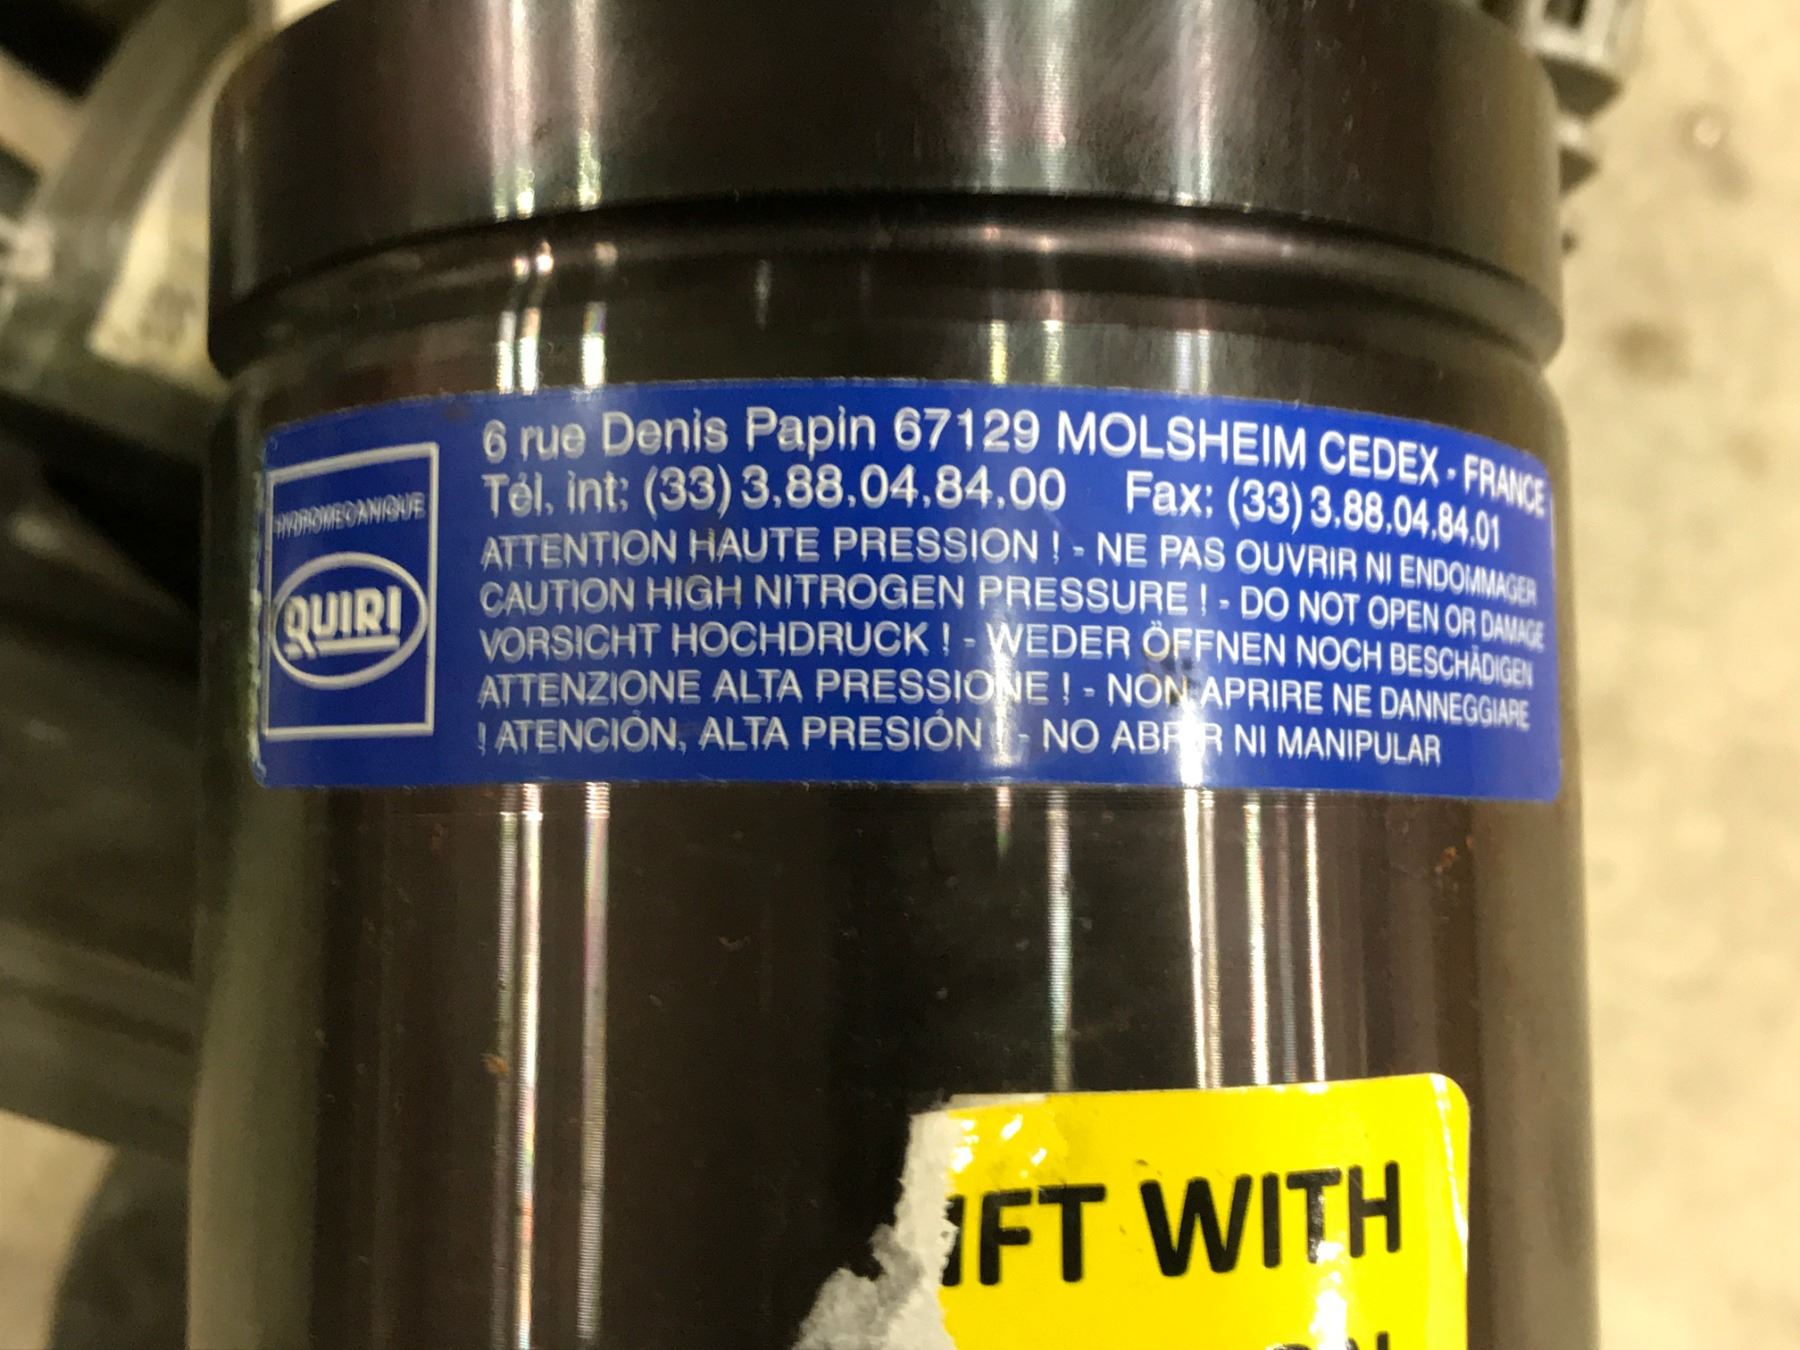 6 rue Denis Papin 67129 MOLSHEIM CEDEX - FRANCE
Tél. int: (33) 3.88.04.84.00 Fax: (33) 3.88.04.84.01
HYDROMECANIQUE
QUIRI
ATTENTION HAUTE PRESSION ! - NE PAS OUVRIR NI ENDOMMAGER
CAUTION HIGH NITROGEN PRESSURE ! - DO NOT OPEN OR DAMAGE
VORSICHT HOCHDRUCK ! - WEDER ÖFFNEN NOCH BESCHÄDIGEN
ATTENZIONE ALTA PRESSIONE ! - NON APRIRE NE DANNEGGIARE
! ATENCIÓN, ALTA PRESIÓN ! - NO ABRIR NI MANIPULAR
IFT WITH